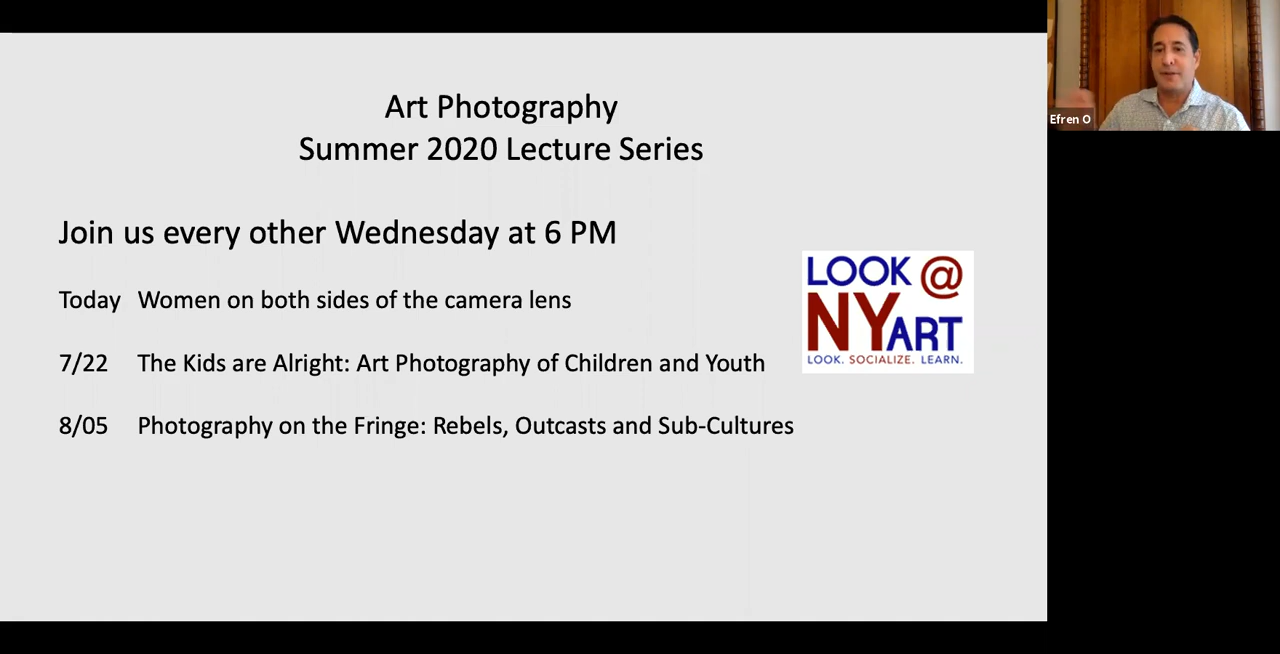 Art Photography
Summer 2020 Lecture Series
Join us every other Wednesday at 6 PM
Today Women on both sides of the camera lens
7/22 The Kids are Alright: Art Photography of Children and Youth
8/05 Photography on the Fringe: Rebels, Outcasts and Sub-Cultures
LOOK @
NY ART
LOOK. SOCIALIZE. LEARN.
Efren O